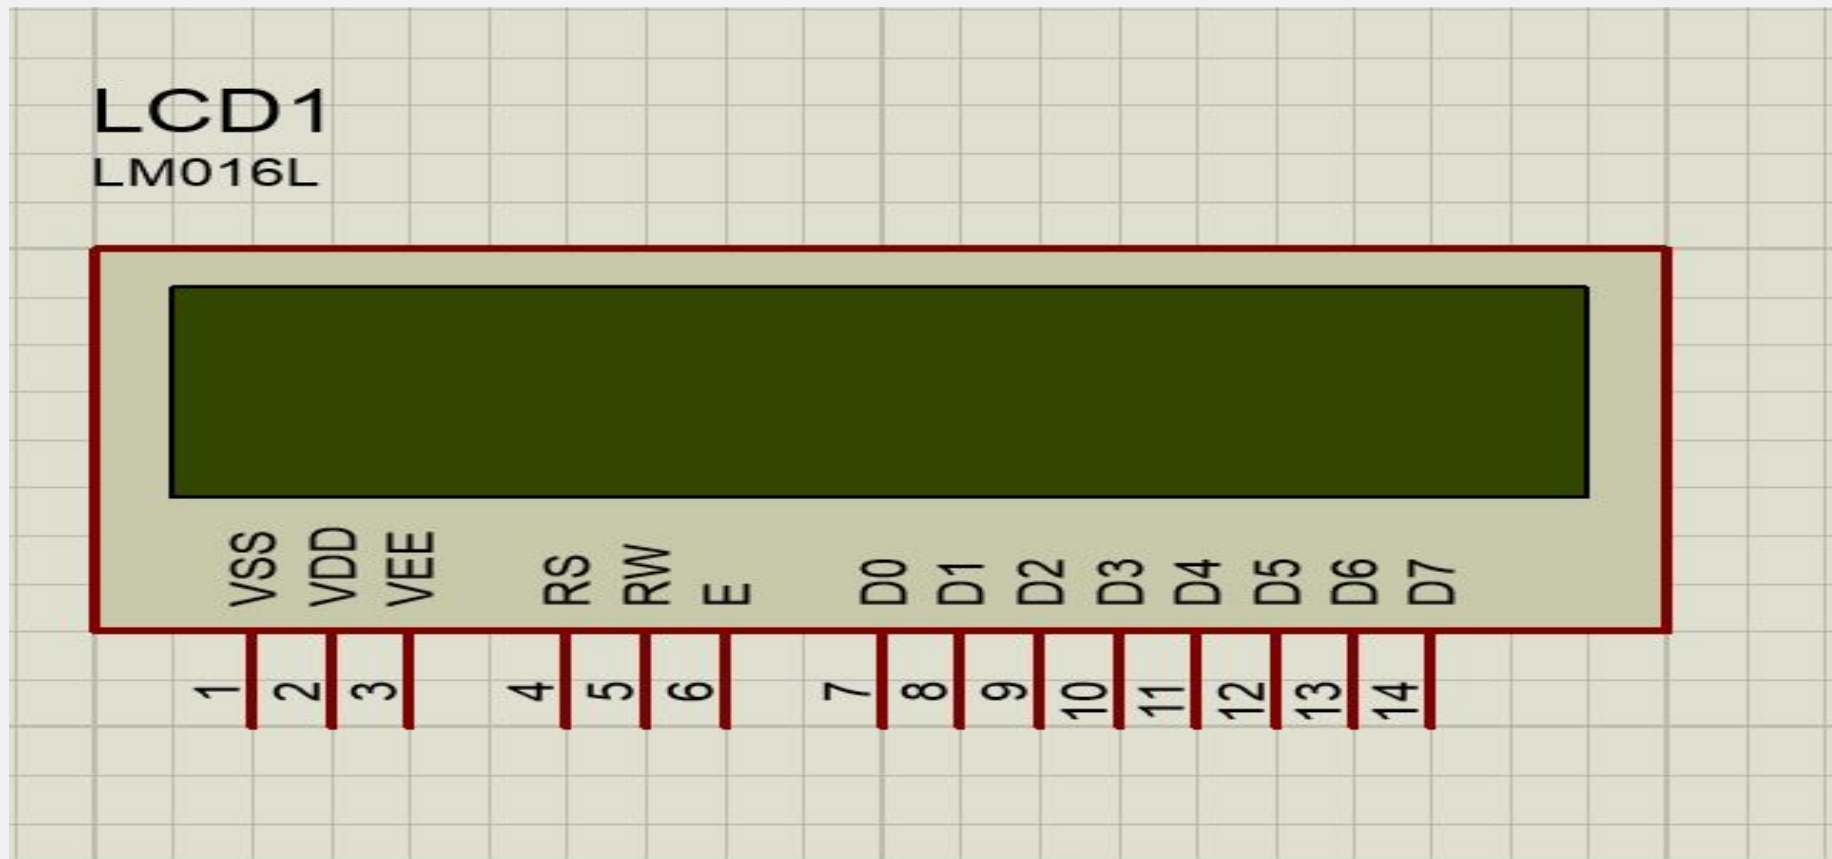 LCD1
LM016L
VSS VDD VEE RS RW E D0 D1 D2 D3 D4 D5 D6 D7
1 2 3 4 5 6 7 8 9 10 11 12 13 14